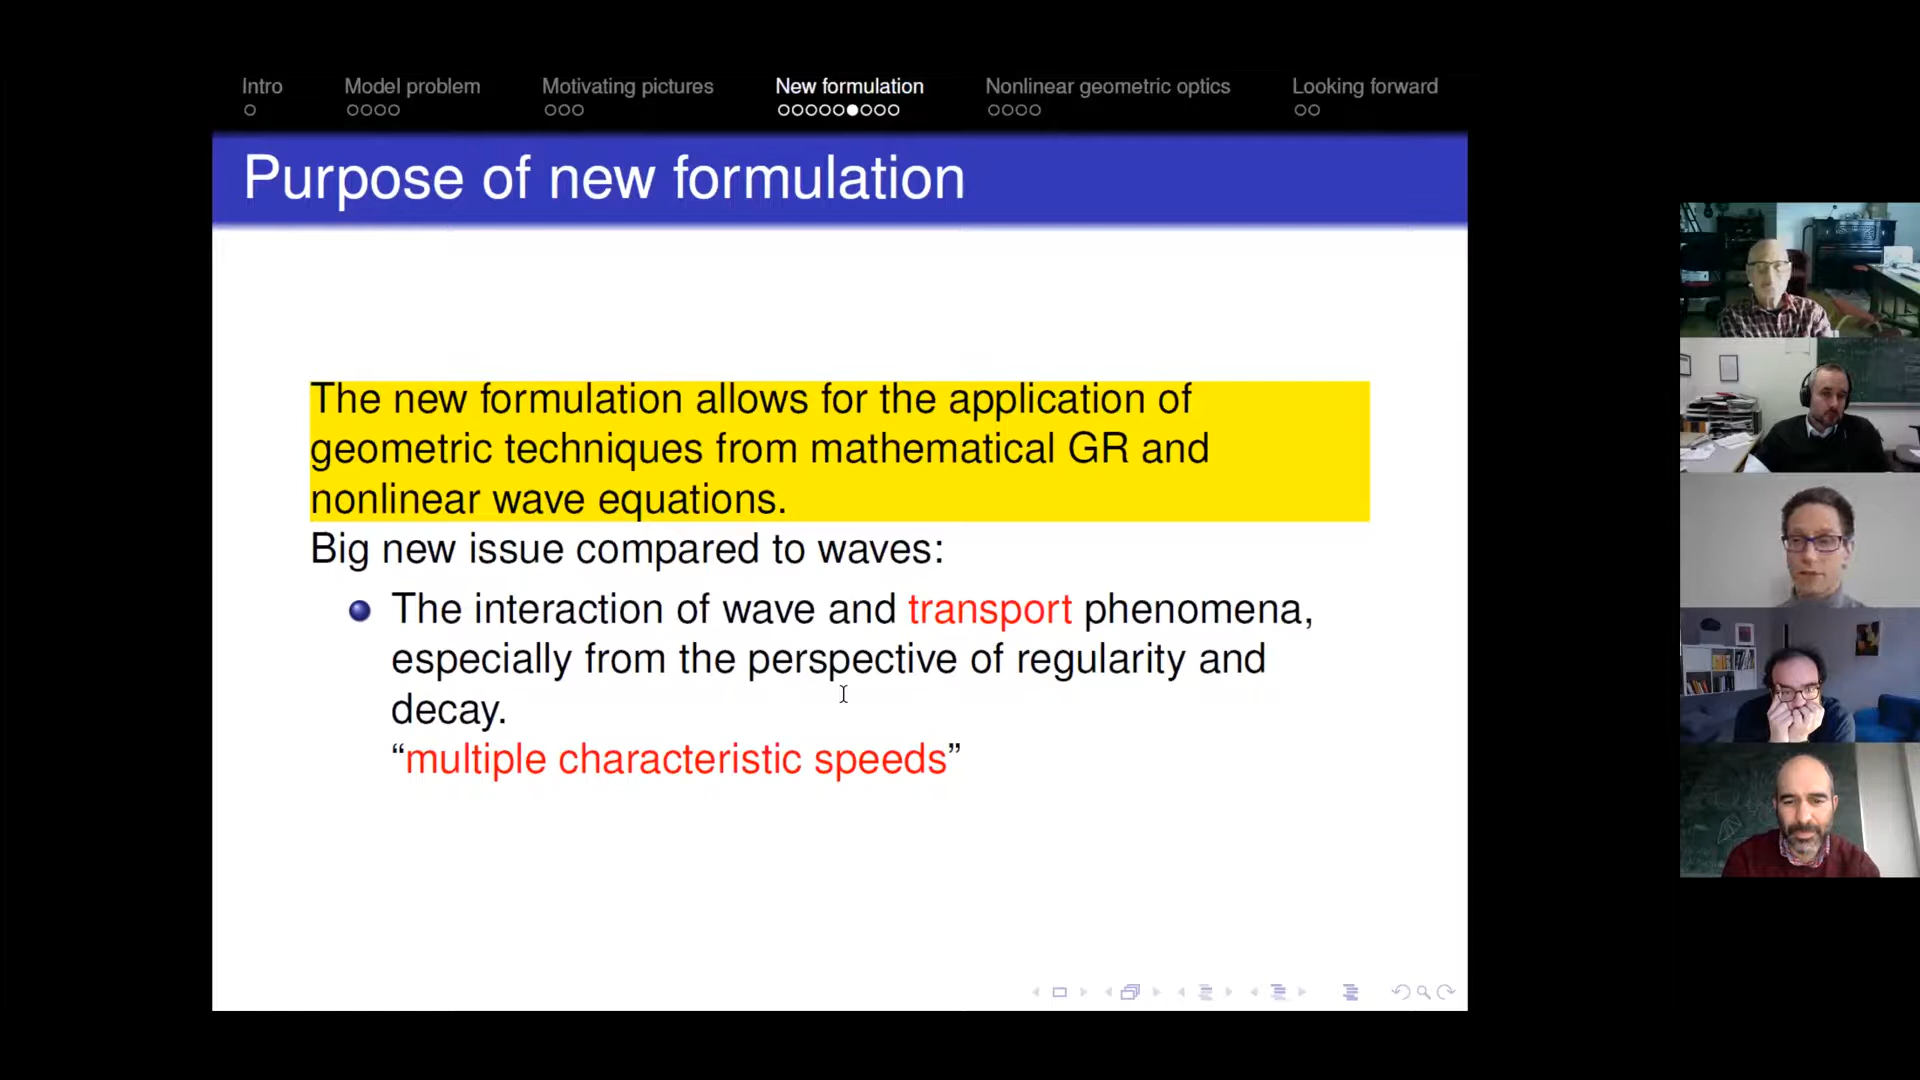 Intro
Model problem
Motivating pictures
New formulation
Nonlinear geometric optics
Looking forward
Purpose of new formulation
The new formulation allows for the application of
geometric techniques from mathematical GR and
nonlinear wave equations.
Big new issue compared to waves:
The interaction of wave and transport phenomena,
especially from the perspective of regularity and
decay.
“multiple characteristic speeds”